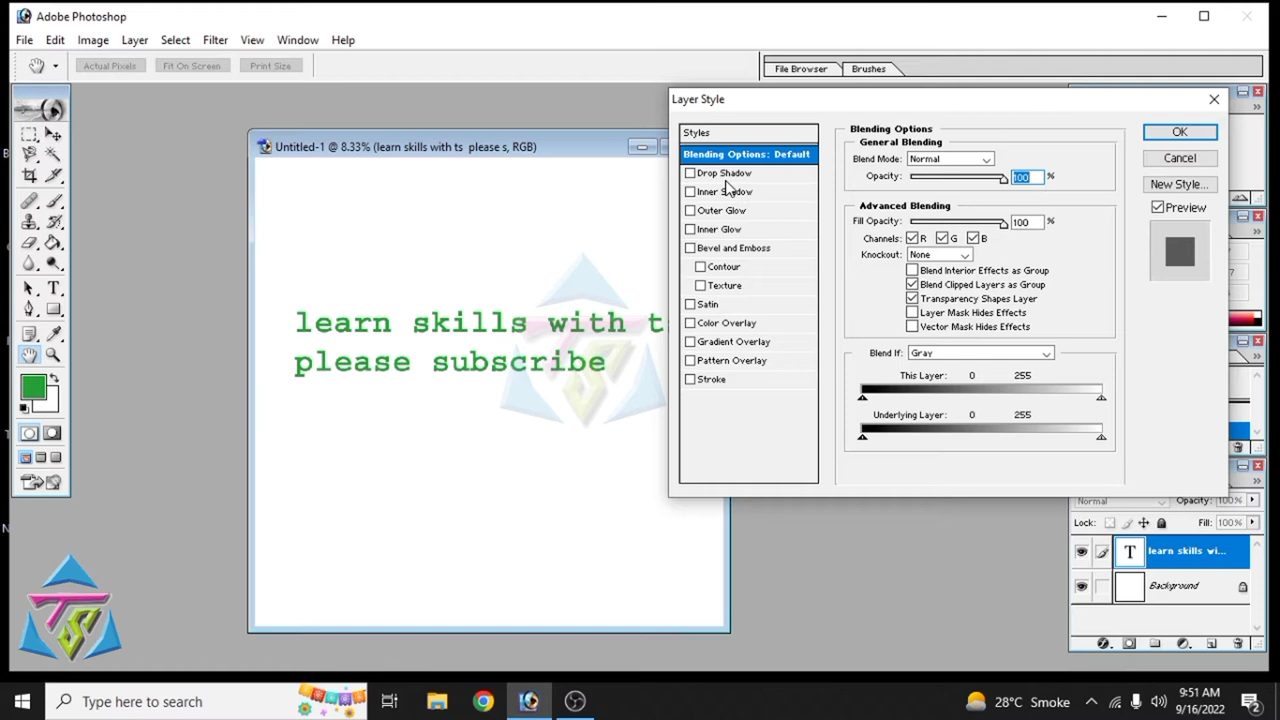 Adobe Photoshop
File Edit Image Layer Select Filter View Window Help
Actual Pixels Fit On Screen Print Size
File Browser Brushes
Layer Style
Untitled-1 @ 8.33% (learn skills with ts please s, RGB)
learn skills with ts
please subscribe
Styles
Blending Options: Default
Drop Shadow
Inner Shadow
Outer Glow
Inner Glow
Bevel and Emboss
Contour
Texture
Satin
Color Overlay
Gradient Overlay
Pattern Overlay
Stroke
Blending Options
General Blending
Blend Mode: Normal
Opacity: 100 %
Advanced Blending
Fill Opacity: 100 %
Channels: R G B
Knockout: None
Blend Interior Effects as Group
Blend Clipped Layers as Group
Transparency Shapes Layer
Layer Mask Hides Effects
Vector Mask Hides Effects
Blend If: Gray
This Layer: 0 255
Underlying Layer: 0 255
OK
Cancel
New Style...
Preview
Normal Opacity: 100%
Lock: Fill: 100%
T learn skills wi...
Background
TS
Type here to search
28°C Smoke
9:51 AM
9/16/2022
2